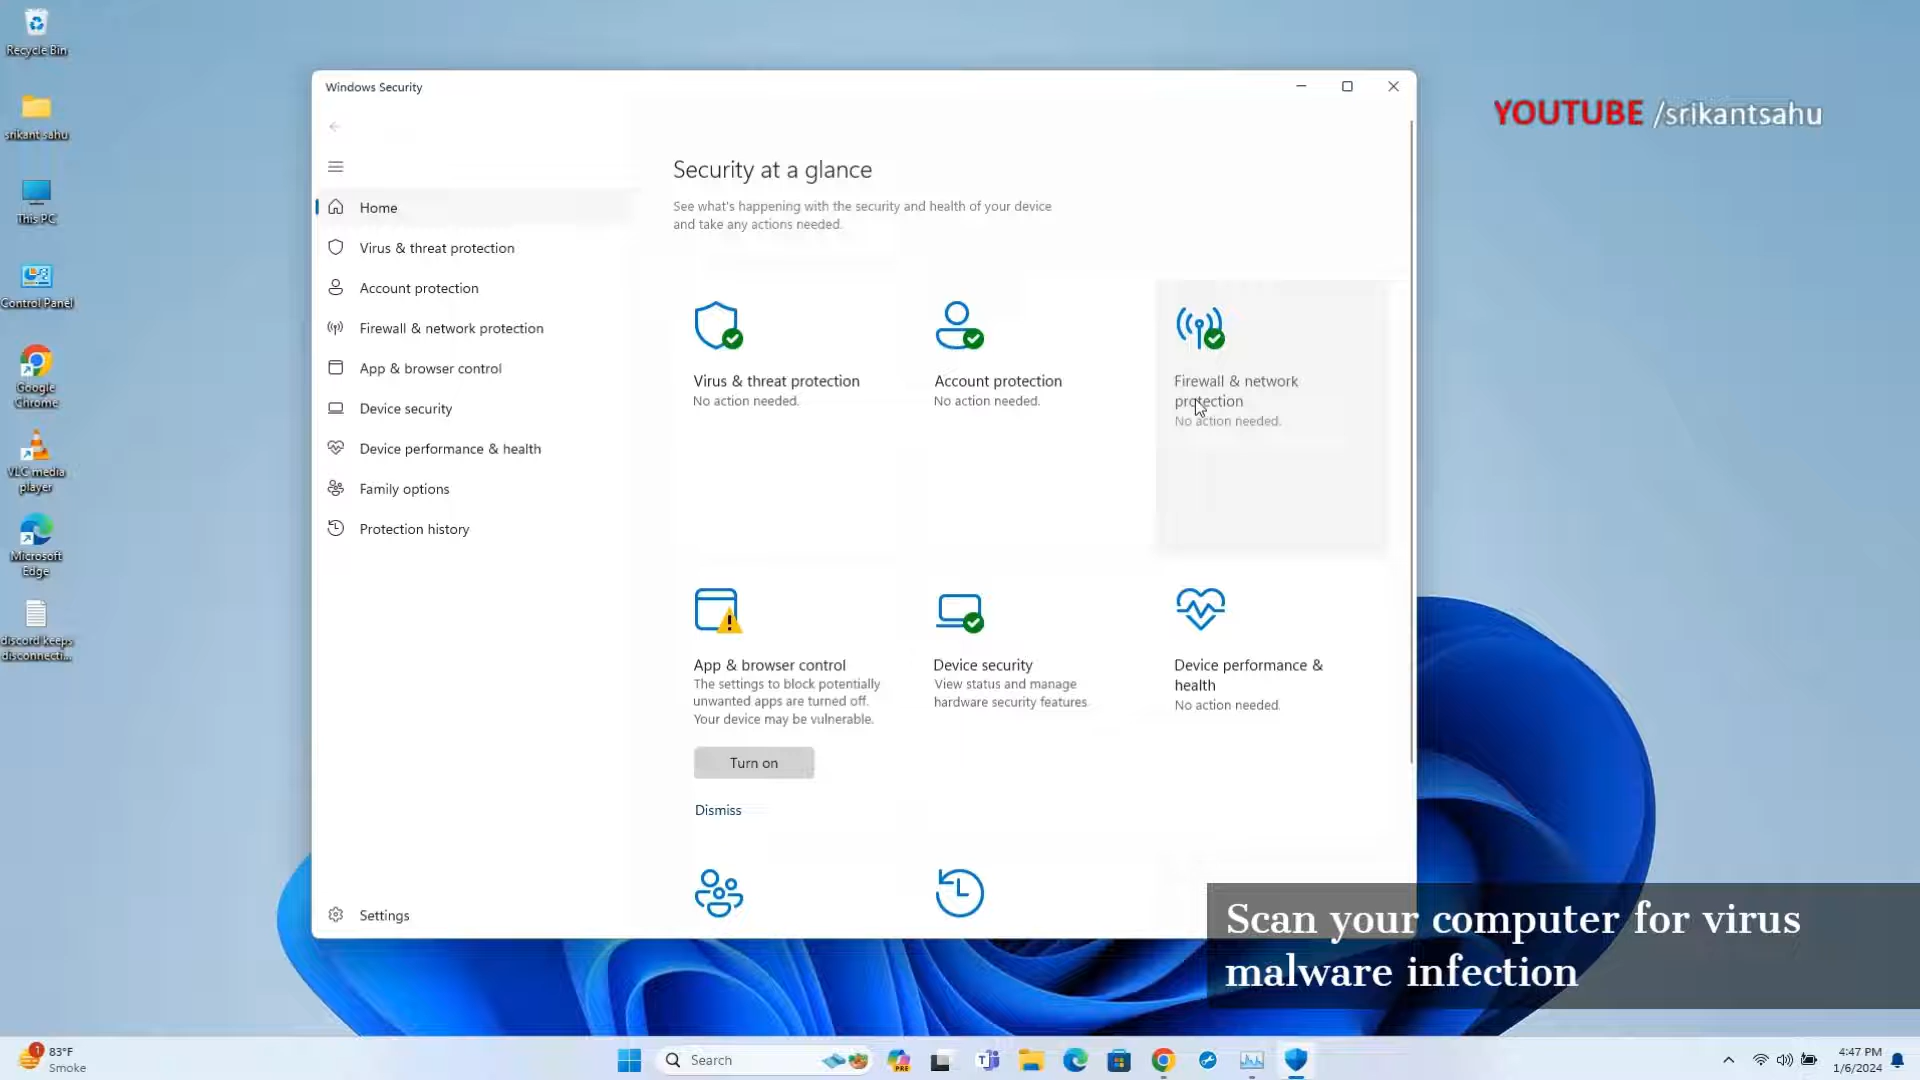 Recycle Bin
srikant sahu
This PC
Control Panel
Google
Chrome
VLC media
player
Microsoft
Edge
discord keeps
disconnecti...
Windows Security
YOUTUBE /srikantsahu
Home
Virus & threat protection
Account protection
Firewall & network protection
App & browser control
Device security
Device performance & health
Family options
Protection history
Settings
Security at a glance
See what's happening with the security and health of your device
and take any actions needed.
Virus & threat protection
No action needed.
Account protection
No action needed.
Firewall & network
protection
No action needed.
App & browser control
The settings to block potentially
unwanted apps are turned off.
Your device may be vulnerable.
Turn on
Dismiss
Device security
View status and manage
hardware security features.
Device performance &
health
No action needed.
Scan your computer for virus
malware infection
1
83°F
Smoke
Search
PRE
4:47 PM
1/6/2024